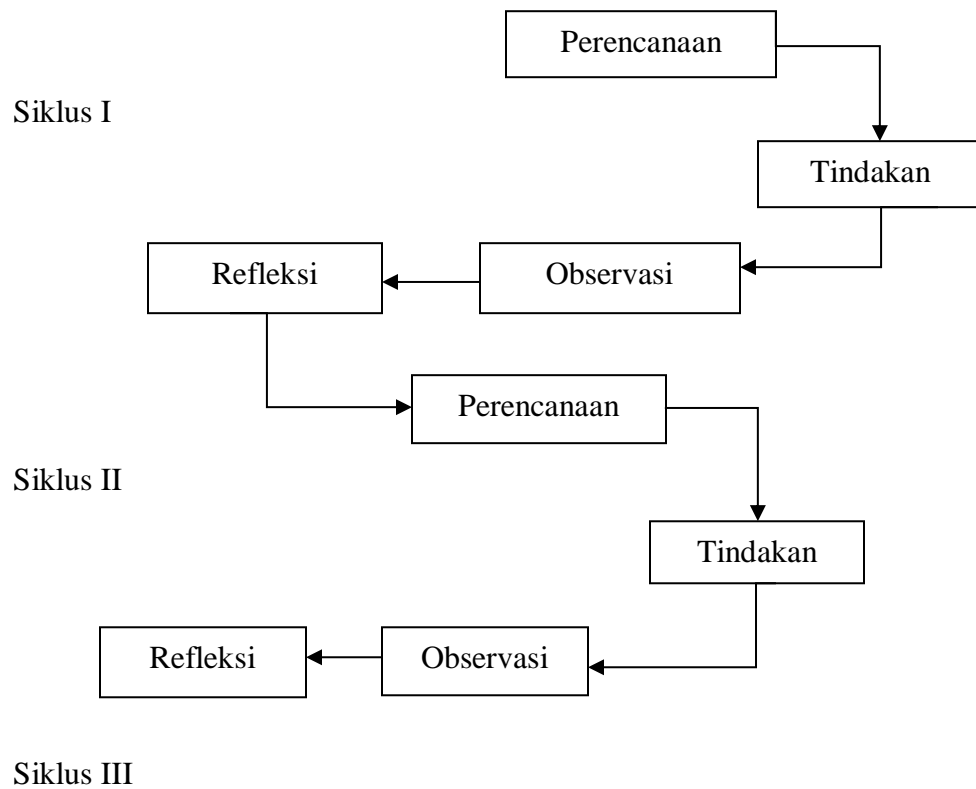 Perencanaan
Siklus I
Tindakan
Refleksi
Observasi
Perencanaan
Siklus II
Tindakan
Refleksi
Observasi
Siklus III